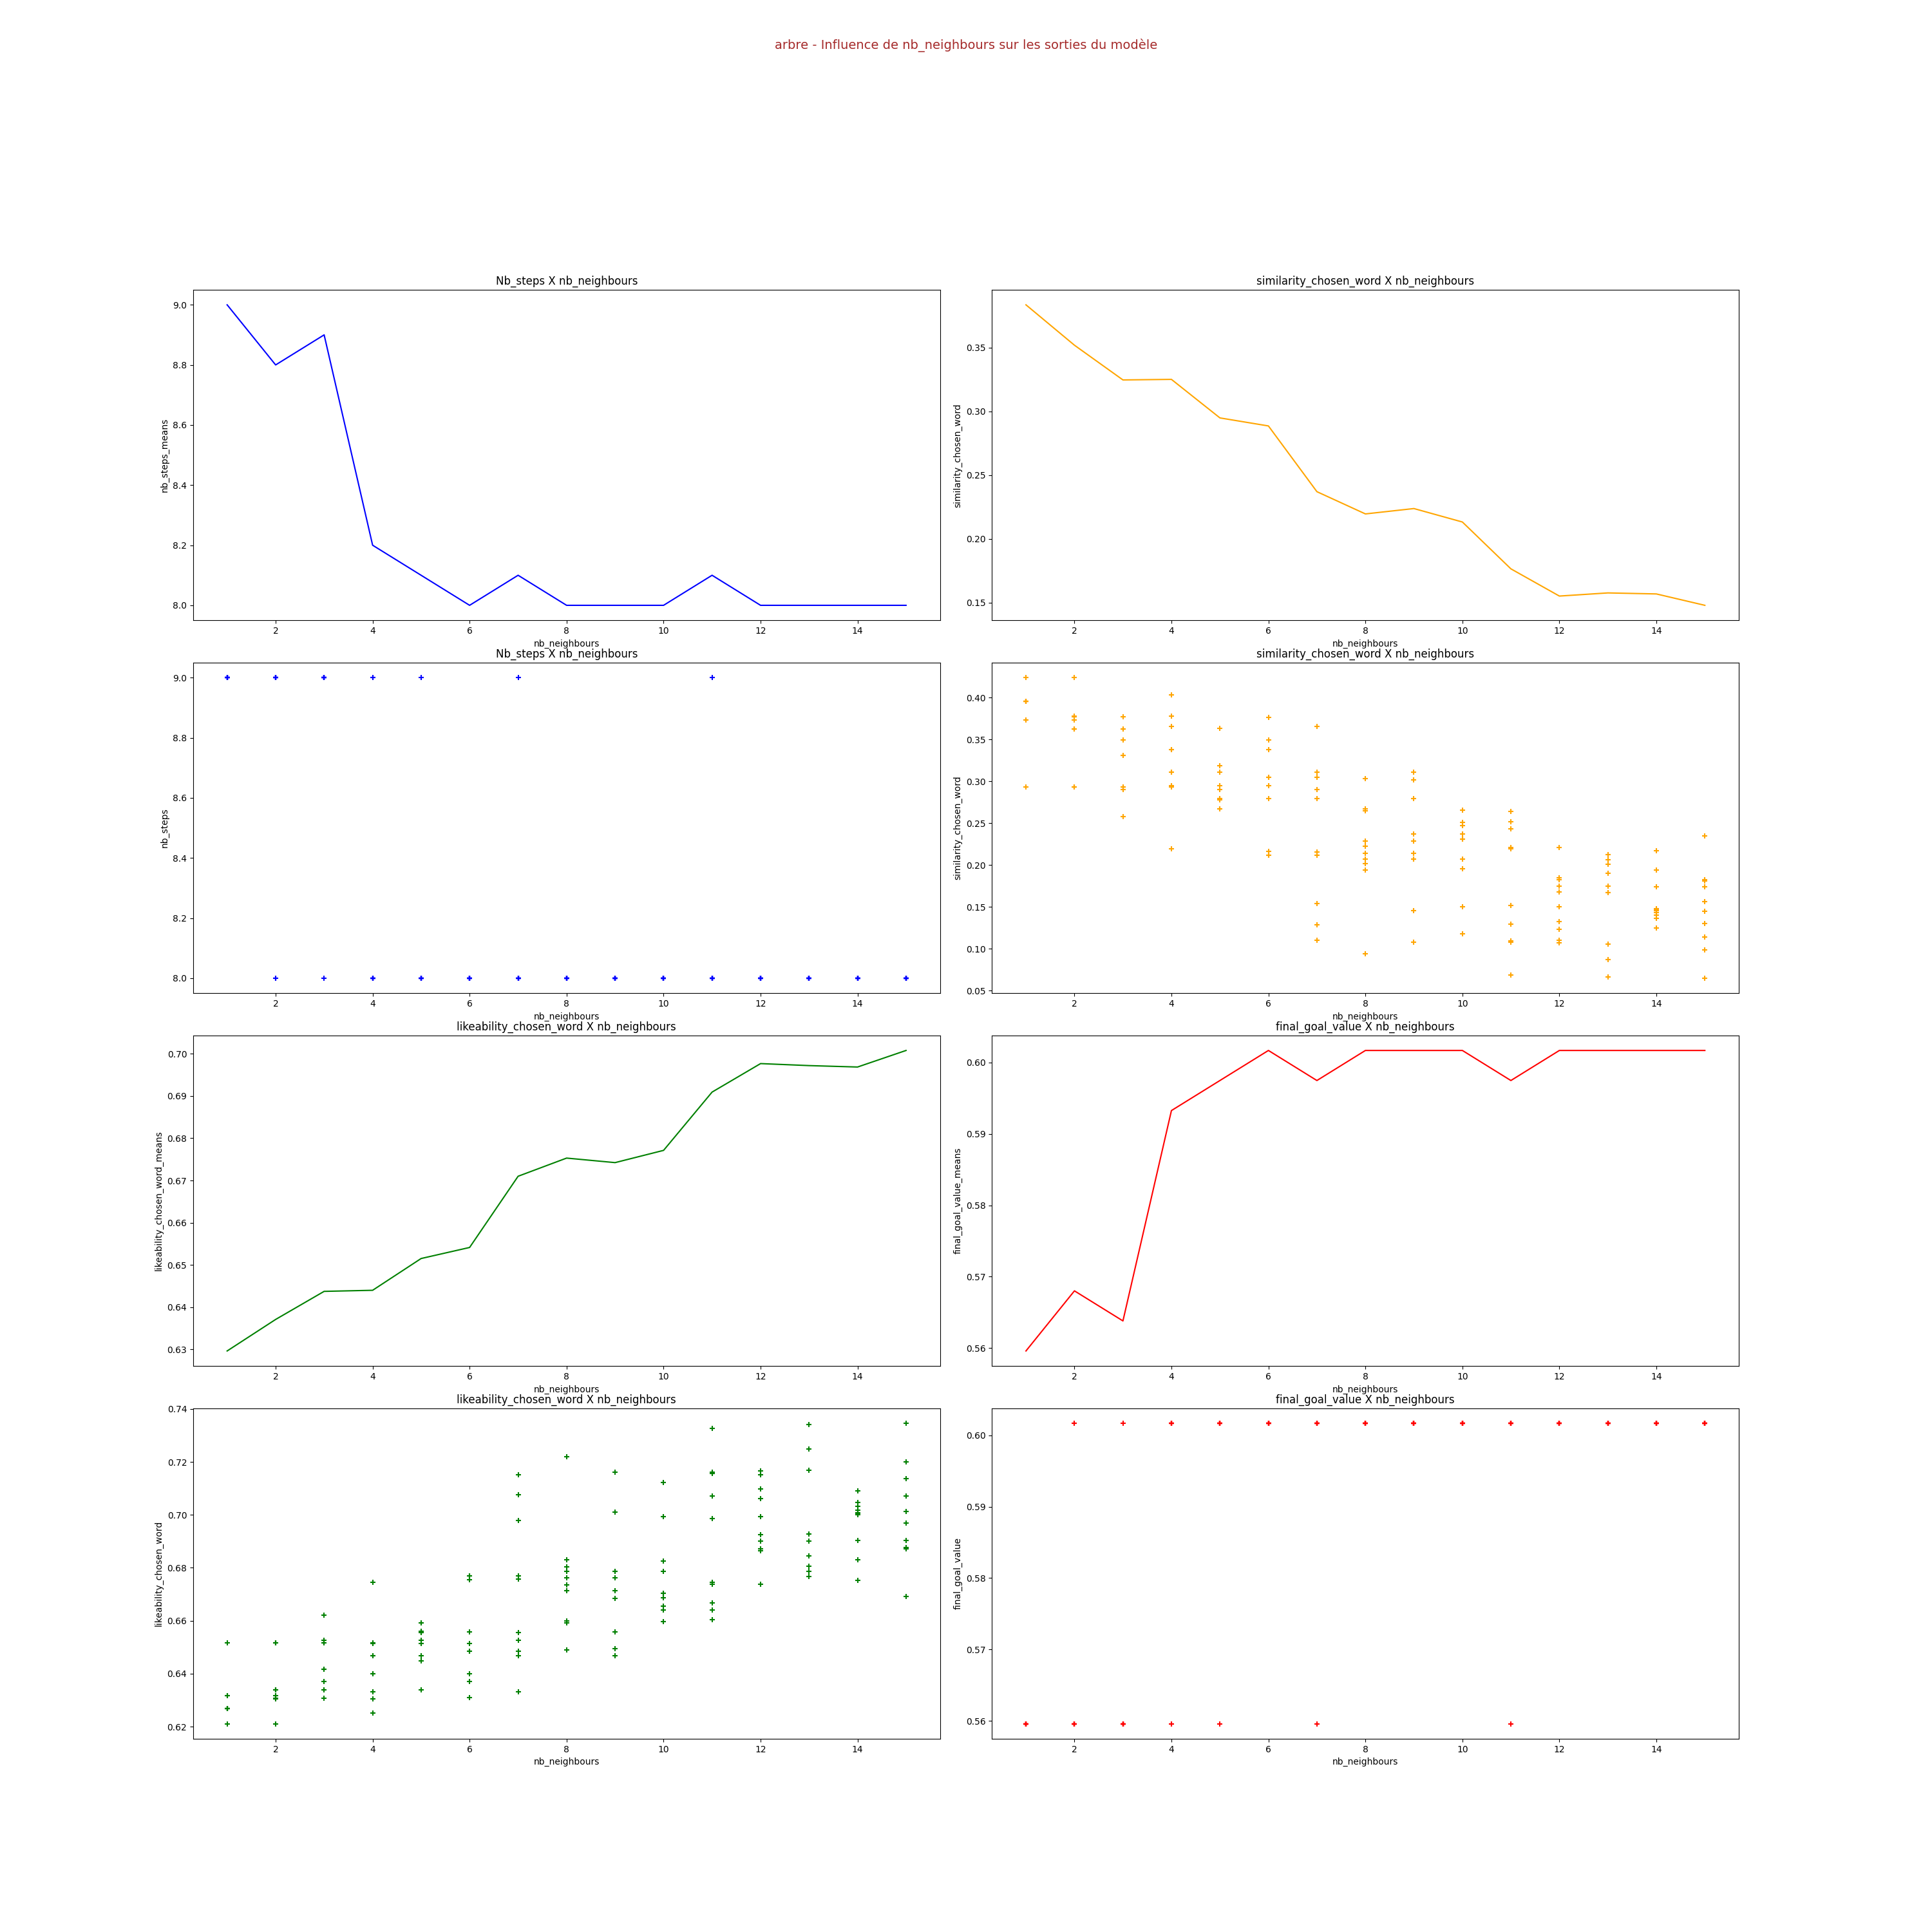 arbre - Influence de nb_neighbours sur les sorties du modèle
Nb_steps X nb_neighbours
nb_steps_means
9.0
8.8
8.6
8.4
8.2
8.0
2 4 6 8 10 12 14
nb_neighbours
similarity_chosen_word X nb_neighbours
similarity_chosen_word
0.35
0.30
0.25
0.20
0.15
2 4 6 8 10 12 14
nb_neighbours
Nb_steps X nb_neighbours
nb_steps
9.0
8.8
8.6
8.4
8.2
8.0
2 4 6 8 10 12 14
nb_neighbours
similarity_chosen_word X nb_neighbours
similarity_chosen_word
0.40
0.35
0.30
0.25
0.20
0.15
0.10
0.05
2 4 6 8 10 12 14
nb_neighbours
likeability_chosen_word X nb_neighbours
likeability_chosen_word_means
0.70
0.69
0.68
0.67
0.66
0.65
0.64
0.63
2 4 6 8 10 12 14
nb_neighbours
final_goal_value X nb_neighbours
final_goal_value_means
0.60
0.59
0.58
0.57
0.56
2 4 6 8 10 12 14
nb_neighbours
likeability_chosen_word X nb_neighbours
likeability_chosen_word
0.74
0.72
0.70
0.68
0.66
0.64
0.62
2 4 6 8 10 12 14
nb_neighbours
final_goal_value X nb_neighbours
final_goal_value
0.60
0.59
0.58
0.57
0.56
2 4 6 8 10 12 14
nb_neighbours